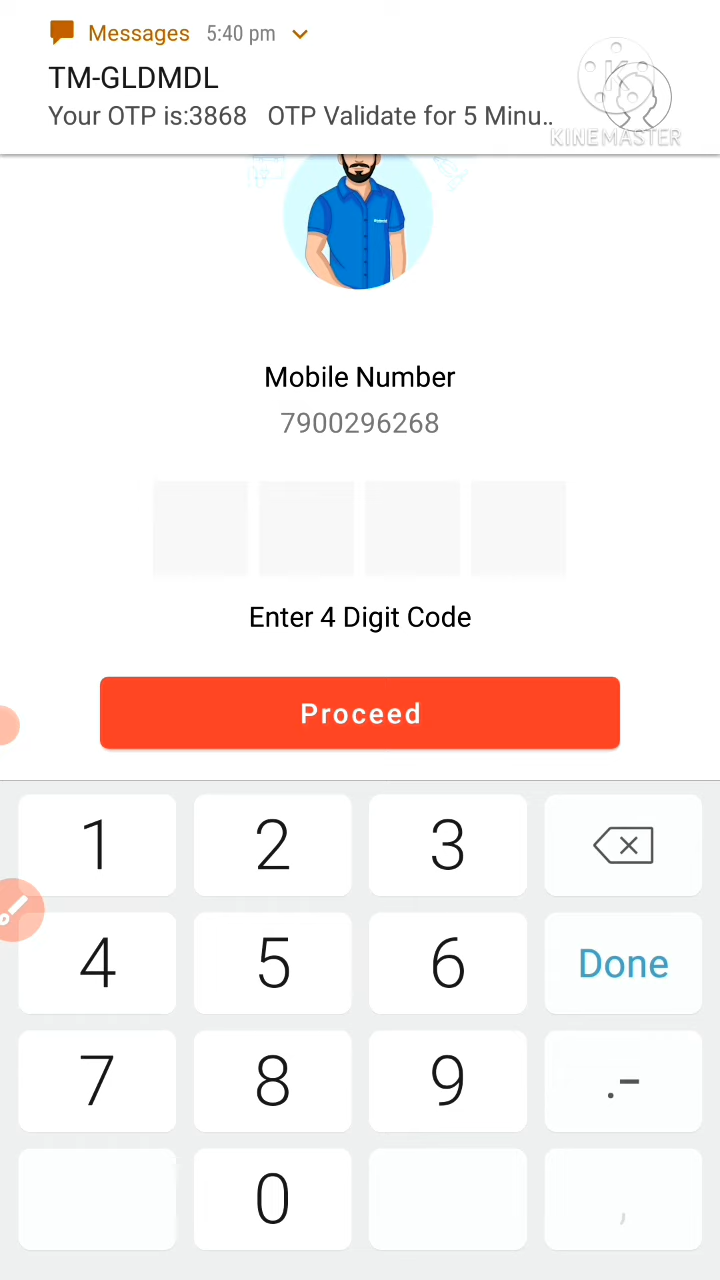 Messages 5:40 pm
TM-GLDMDL
Your OTP is:3868 OTP Validate for 5 Minu..
KINEMASTER
Mobile Number
7900296268
Enter 4 Digit Code
Proceed
1 2 3
4 5 6 Done
7 8 9 .-
0 ,